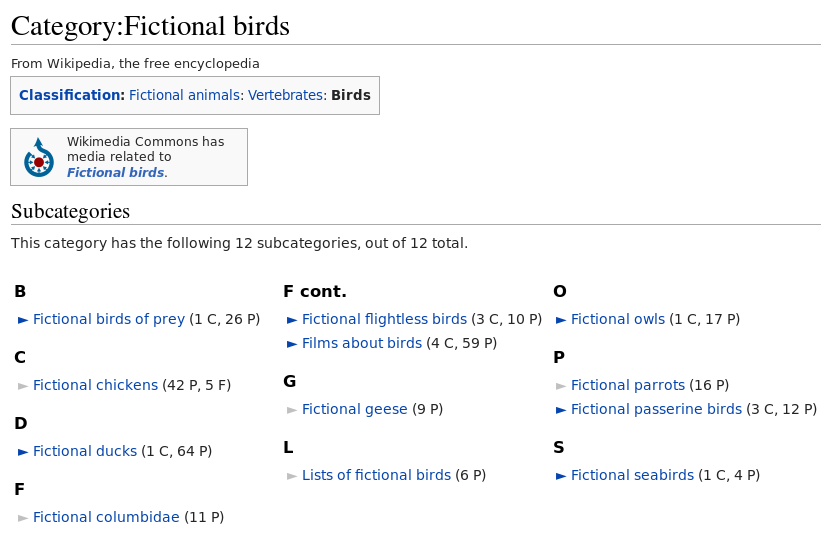 Category:Fictional birds
From Wikipedia, the free encyclopedia
Classification: Fictional animals: Vertebrates: Birds
Wikimedia Commons has
media related to
Fictional birds.
Subcategories
This category has the following 12 subcategories, out of 12 total.
B
► Fictional birds of prey (1 C, 26 P)
C
► Fictional chickens (42 P, 5 F)
D
► Fictional ducks (1 C, 64 P)
F
► Fictional columbidae (11 P)
F cont.
► Fictional flightless birds (3 C, 10 P)
► Films about birds (4 C, 59 P)
G
► Fictional geese (9 P)
L
► Lists of fictional birds (6 P)
O
► Fictional owls (1 C, 17 P)
P
► Fictional parrots (16 P)
► Fictional passerine birds (3 C, 12 P)
S
► Fictional seabirds (1 C, 4 P)